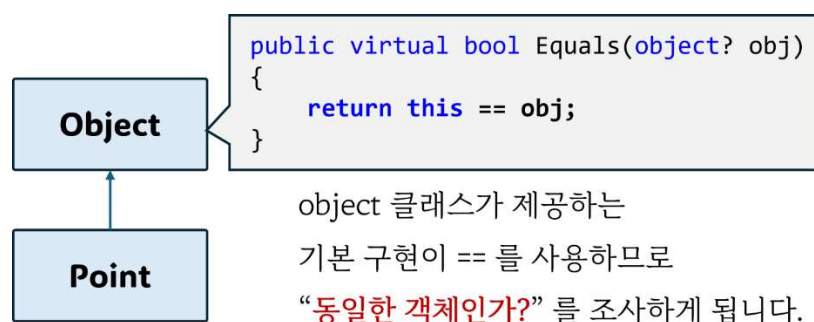 public virtual bool Equals(object? obj)
{
    return this == obj;
}
Object
Point
object 클래스가 제공하는
기본 구현이 == 를 사용하므로
“동일한 객체인가?” 를 조사하게 됩니다.